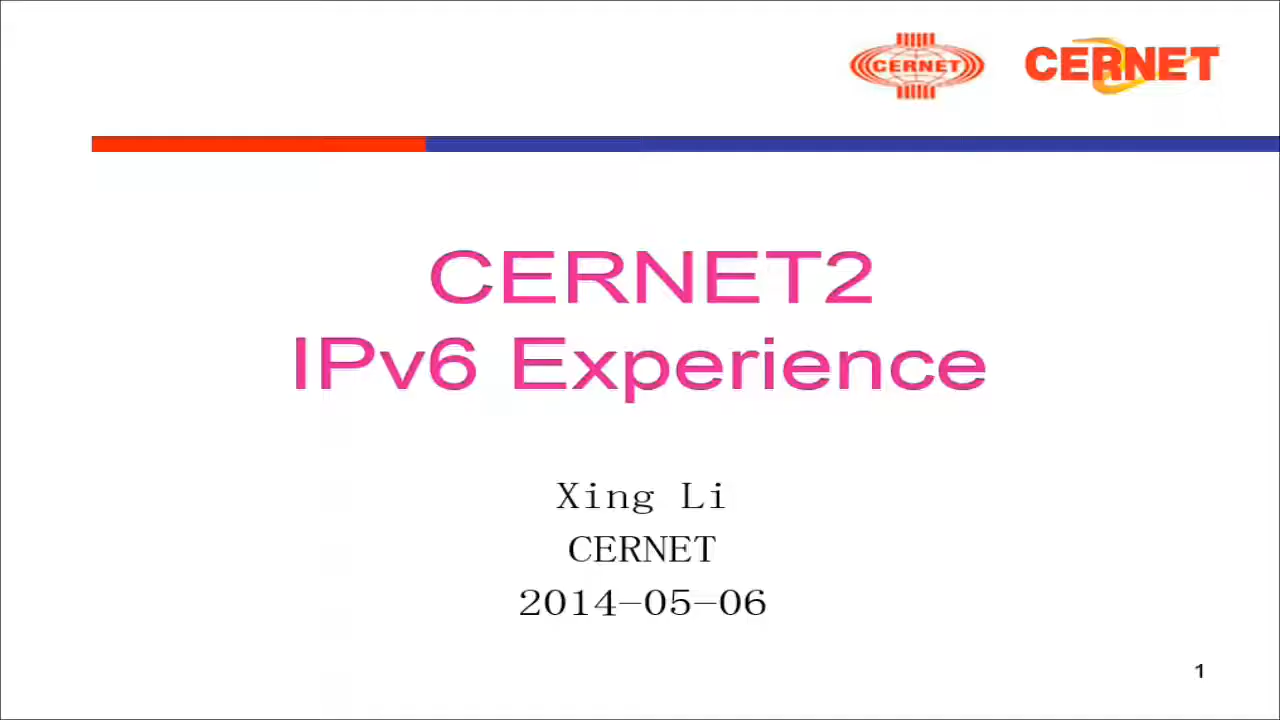 CERNET
CERNET
CERNET2
IPv6 Experience
Xing Li
CERNET
2014-05-06
1